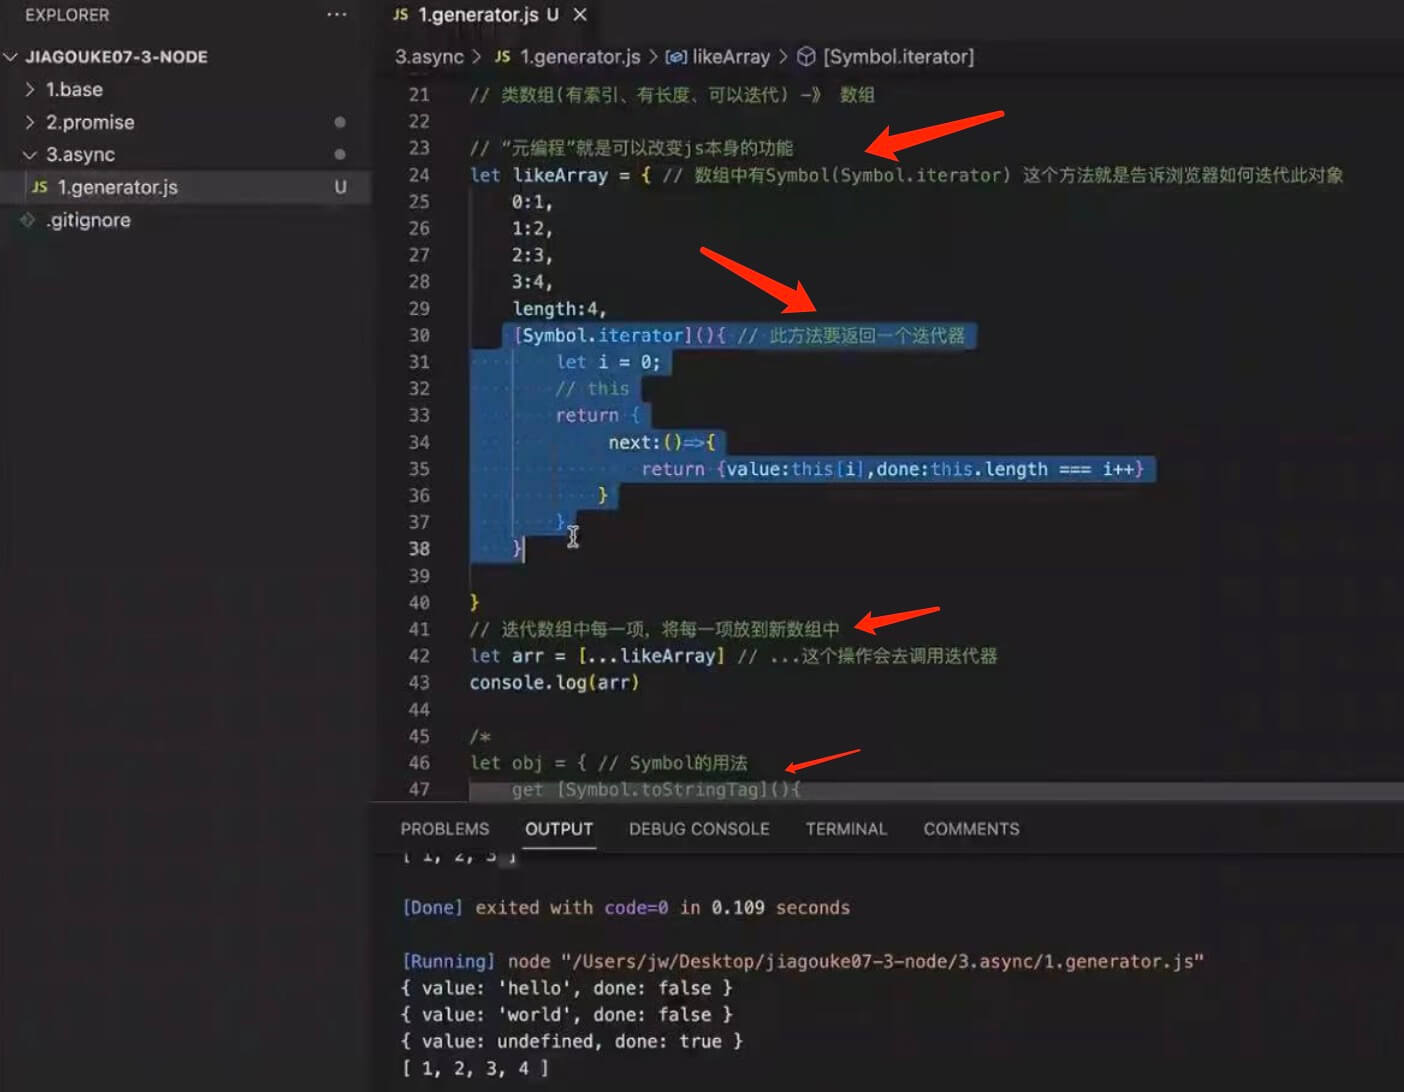 EXPLORER ...
JIAGOUKE07-3-NODE
1.base
2.promise
3.async
JS 1.generator.js U
.gitignore
JS 1.generator.js U
3.async > JS 1.generator.js > likeArray > [Symbol.iterator]
21 // 类数组(有索引、有长度、可以迭代) -》 数组
22
23 // “元编程”就是可以改变js本身的功能
24 let likeArray = { // 数组中有Symbol(Symbol.iterator) 这个方法就是告诉浏览器如何迭代此对象
25 0:1,
26 1:2,
27 2:3,
28 3:4,
29 length:4,
30 [Symbol.iterator](){ // 此方法要返回一个迭代器
31 let i = 0;
32 // this
33 return {
34 next:()=>{
35 return {value:this[i],done:this.length === i++}
36 }
37 }
38 }
39
40 }
41 // 迭代数组中每一项, 将每一项放到新数组中
42 let arr = [...likeArray] // ...这个操作会去调用迭代器
43 console.log(arr)
44
45 /*
46 let obj = { // Symbol的用法
47 get [Symbol.toStringTag](){
PROBLEMS OUTPUT DEBUG CONSOLE TERMINAL COMMENTS
[ 1, 2, 3 ]
[Done] exited with code=0 in 0.109 seconds
[Running] node "/Users/jw/Desktop/jiagouke07-3-node/3.async/1.generator.js"
{ value: 'hello', done: false }
{ value: 'world', done: false }
{ value: undefined, done: true }
[ 1, 2, 3, 4 ]